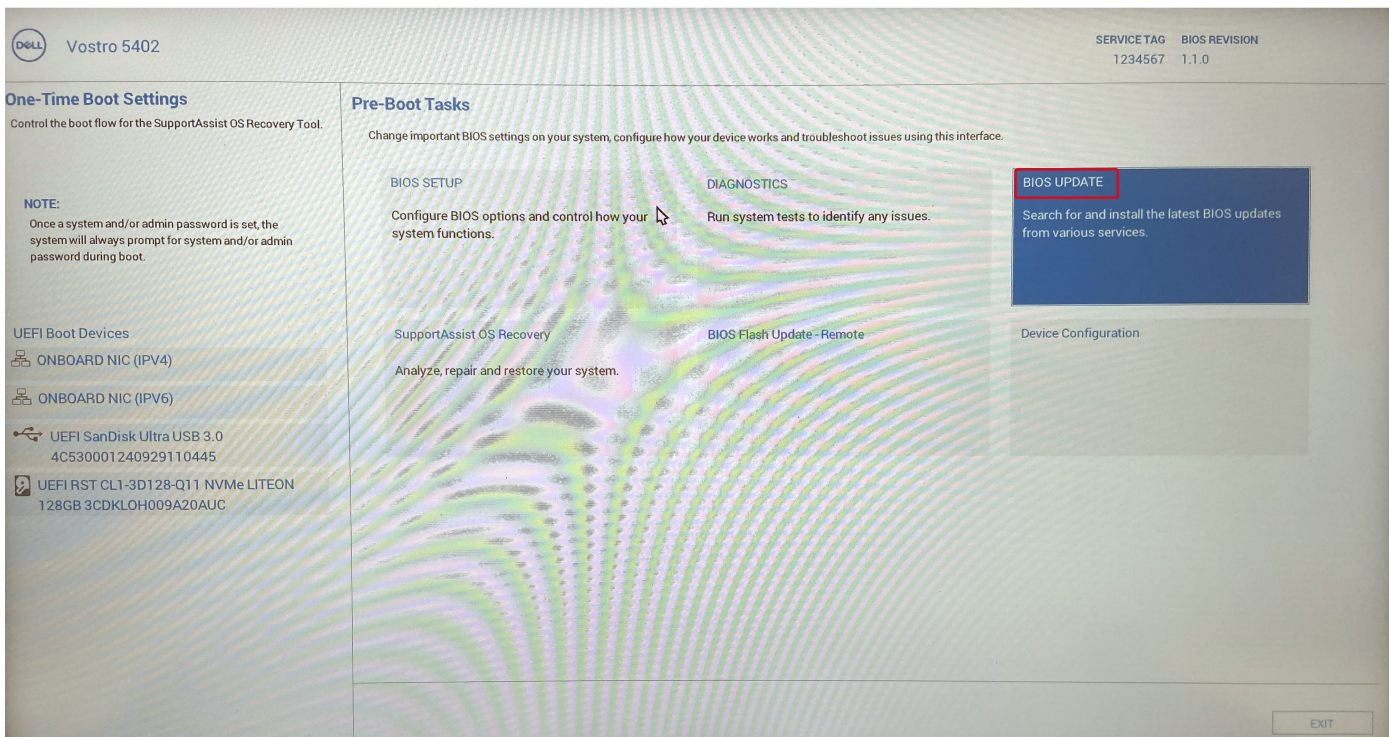 DELL
Vostro 5402
SERVICE TAG BIOS REVISION
1234567 1.1.0
One-Time Boot Settings
Control the boot flow for the SupportAssist OS Recovery Tool.
NOTE:
Once a system and/or admin password is set, the
system will always prompt for system and/or admin
password during boot.
UEFI Boot Devices
ONBOARD NIC (IPV4)
ONBOARD NIC (IPV6)
UEFI SanDisk Ultra USB 3.0
4C530001240929110445
UEFI RST CL1-3D128-Q11 NVMe LITEON
128GB 3CDKLOH009A20AUC
Pre-Boot Tasks
Change important BIOS settings on your system, configure how your device works and troubleshoot issues using this interface.
BIOS SETUP
Configure BIOS options and control how your
system functions.
DIAGNOSTICS
Run system tests to identify any issues.
BIOS UPDATE
Search for and install the latest BIOS updates
from various services.
SupportAssist OS Recovery
Analyze, repair and restore your system.
BIOS Flash Update - Remote
Device Configuration
EXIT